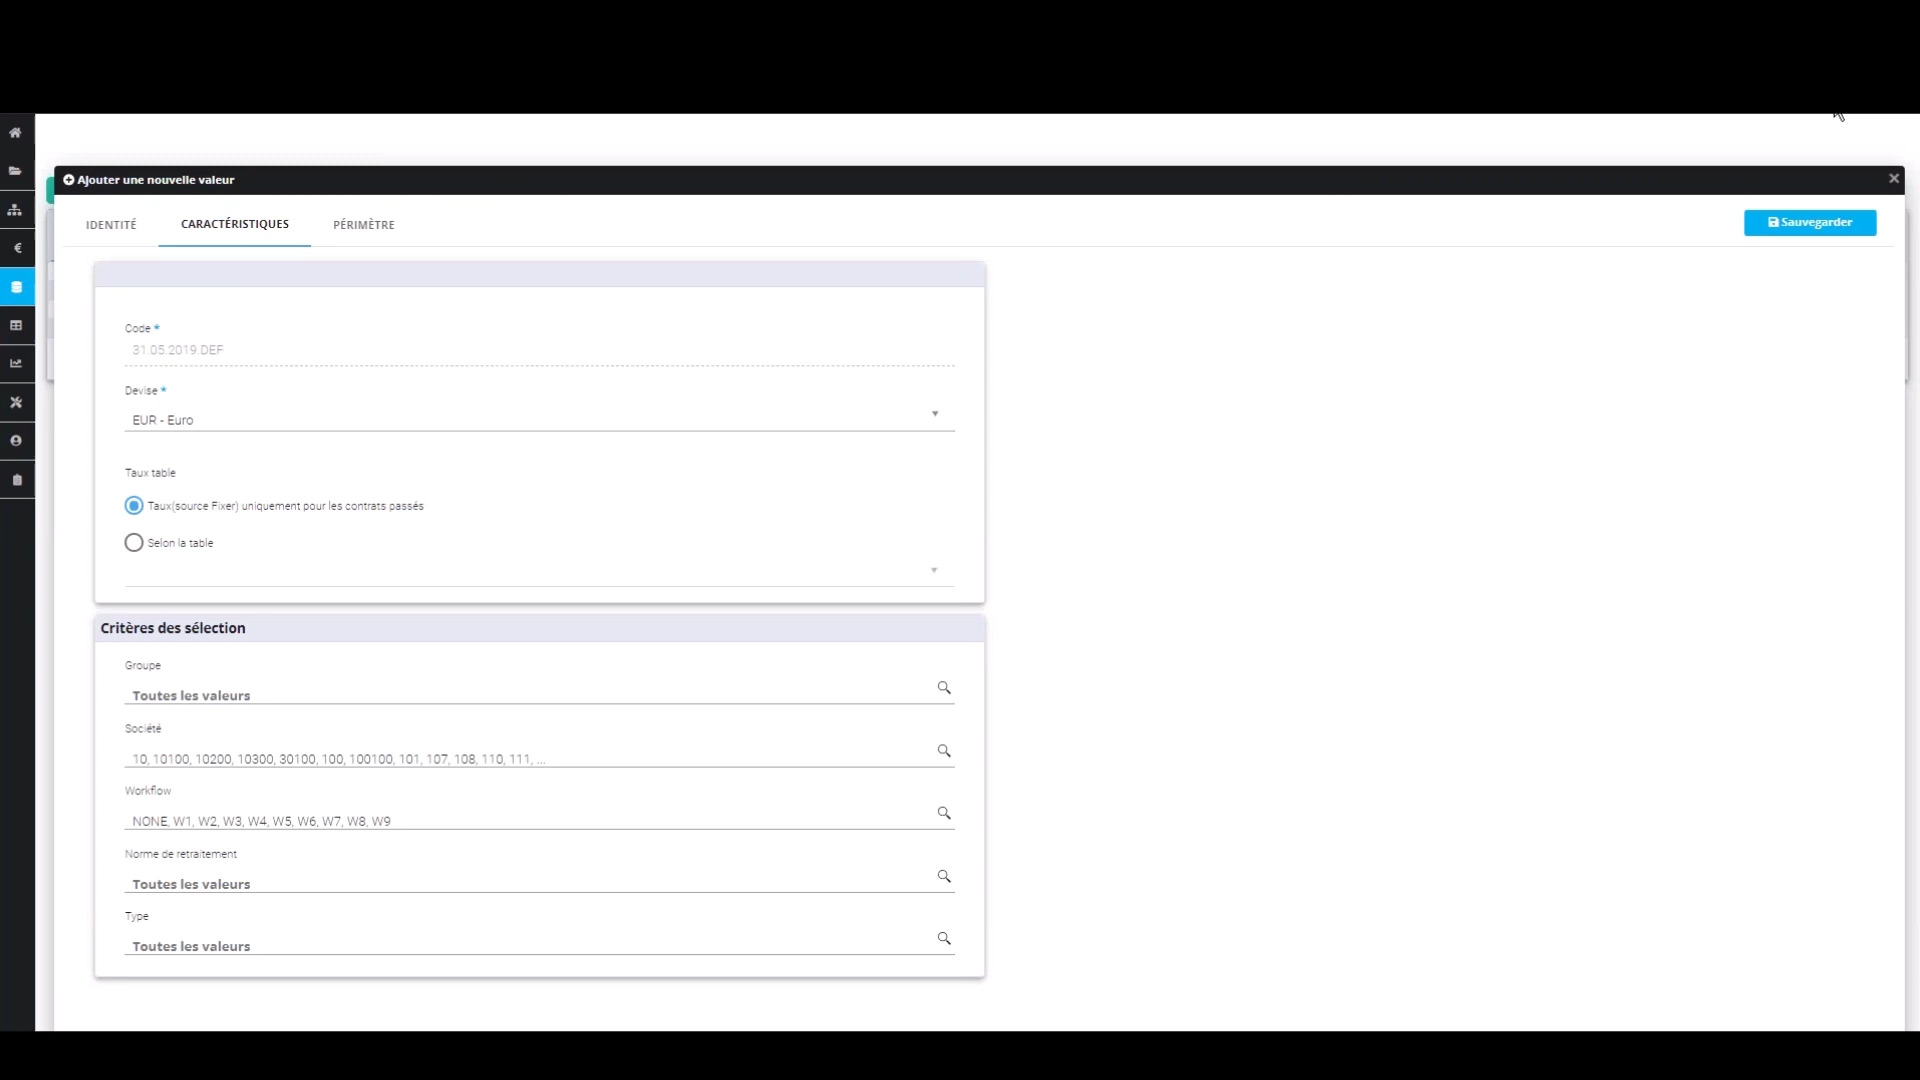 Ajouter une nouvelle valeur
IDENTITÉ
CARACTÉRISTIQUES
PÉRIMÈTRE
Sauvegarder
Code *
31.05.2019.DEF
Devise *
EUR - Euro
Taux table
Taux(source Fixer) uniquement pour les contrats passés
Selon la table
Critères des sélection
Groupe
Toutes les valeurs
Société
10, 10100, 10200, 10300, 30100, 100, 100100, 101, 107, 108, 110, 111, ...
Workflow
NONE, W1, W2, W3, W4, W5, W6, W7, W8, W9
Norme de retraitement
Toutes les valeurs
Type
Toutes les valeurs